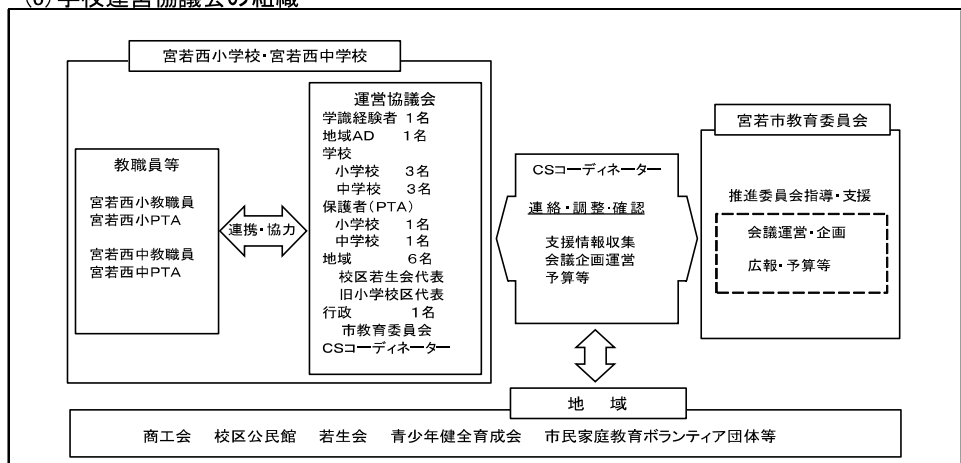 (3)学校運営協議会の組織
宮若西小学校・宮若西中学校
教職員等
宮若西小教職員
宮若西小PTA
宮若西中教職員
宮若西中PTA
連携・協力
運営協議会
学識経験者 1名
地域AD 1名
学校
小学校 3名
中学校 3名
保護者(PTA)
小学校 1名
中学校 1名
地域 6名
校区若生会代表
旧小学校区代表
行政 1名
市教育委員会
CSコーディネーター
CSコーディネーター
連絡・調整・確認
支援情報収集
会議企画運営
予算等
宮若市教育委員会
推進委員会指導・支援
会議運営・企画
広報・予算等
地 域
商工会 校区公民館 若生会 青少年健全育成会 市民家庭教育ボランティア団体等